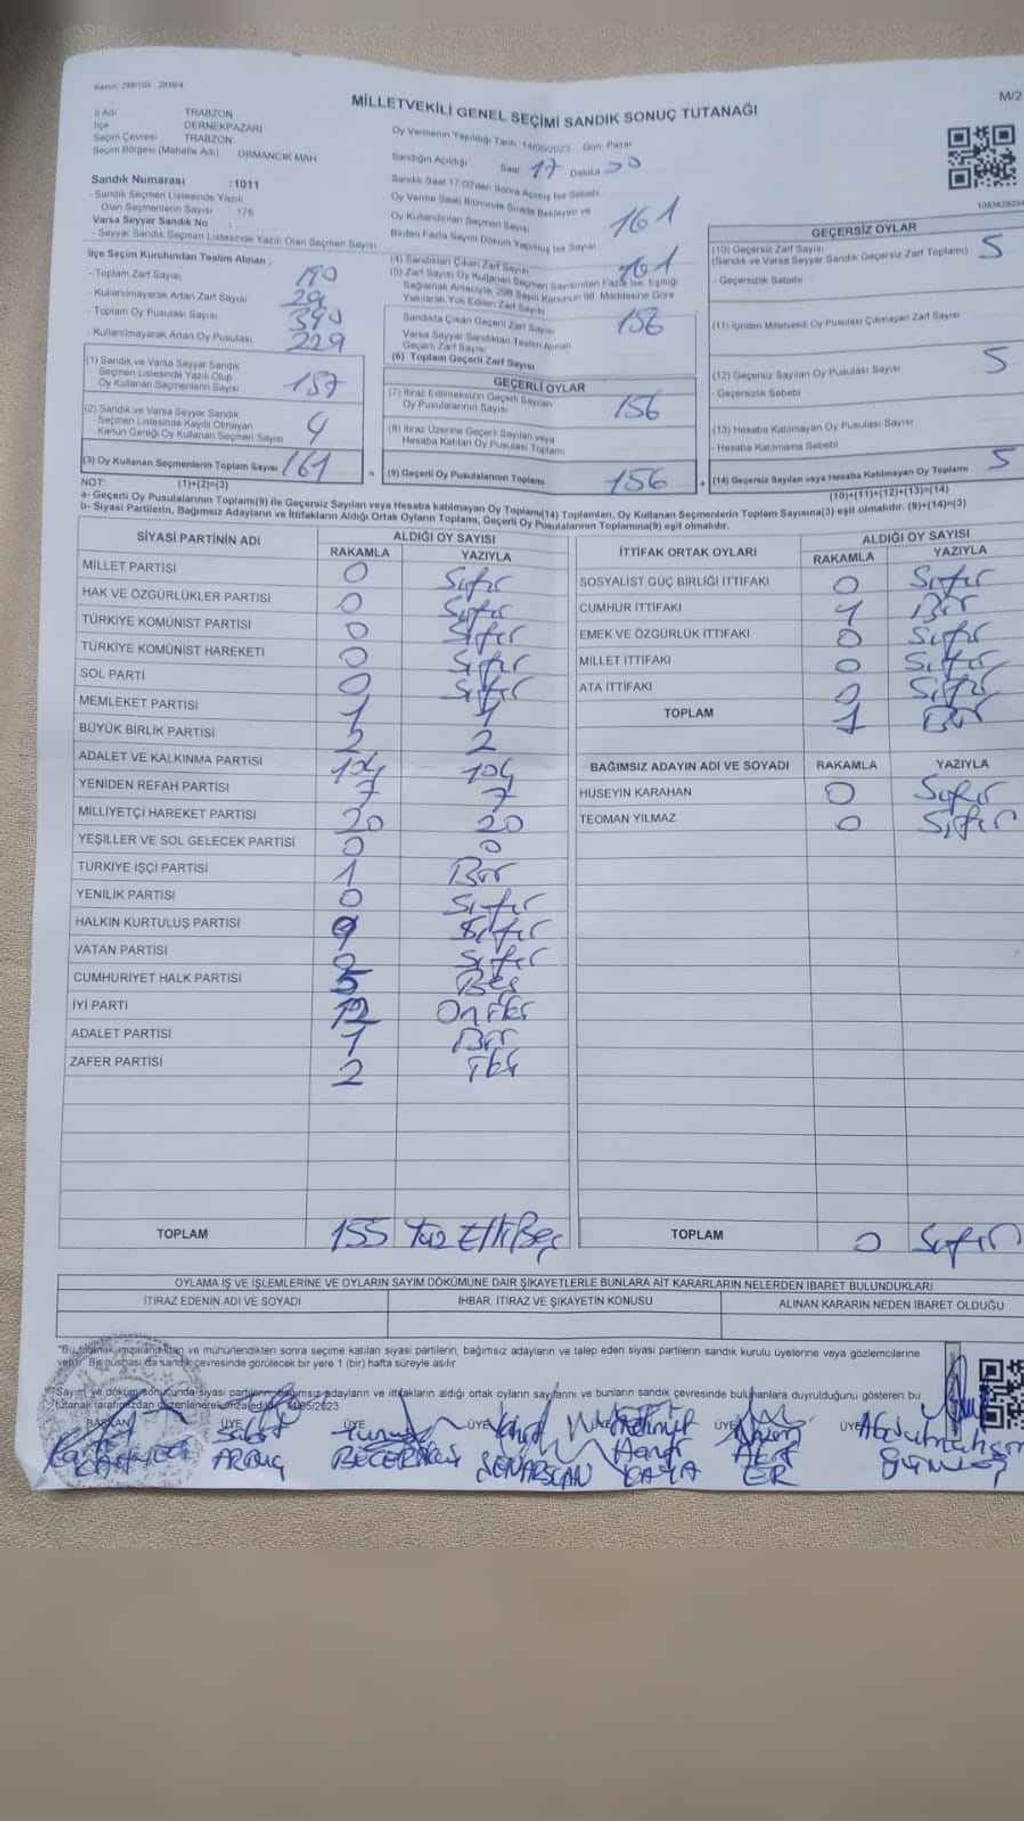 MİLLETVEKİLİ GENEL SEÇİMİ SANDIK SONUÇ TUTANAĞI
M/2
İl Adı TRABZON
İlçe DERNEKPAZARI
Seçim Çevresi TRABZON
Seçim Bölgesi (Mahalle Adı) ORMANCIK MAH
Sandık Numarası :1011
- Sandık Seçmen Listesinde Yazılı
Olan Seçmenlerin Sayısı 176
Varsa Seyyar Sandık No :
- Seyyar Sandık Seçmen Listesinde Yazılı Olan Seçmen Sayısı
Oy Vermenin Yapıldığı Tarih :14/05/2023 Gün :Pazar
Sandığın Açıldığı Saat 17 Dakika
Sandık Saat 17:00'den Sonra Açılmış İse Sebebi
Oy Verme Saati Bitiminde Sırada Bekleyen ve
Oy Kullandırılan Seçmen Sayısı 161
Birden Fazla Sayım Döküm Yapılmış İse Sayısı
İlçe Seçim Kurulundan Teslim Alınan :
- Toplam Zarf Sayısı 190
- Kullanılmayarak Artan Zarf Sayısı 29
- Toplam Oy Pusulası Sayısı 390
- Kullanılmayarak Artan Oy Pusulası 229
(1) Sandık ve Varsa Seyyar Sandık
Seçmen Listesinde Yazılı Olup
Oy Kullanan Seçmenlerin Sayısı 157
(2) Sandık ve Varsa Seyyar Sandık
Seçmen Listesinde Kayıtlı Olmayan
Kanun Gereği Oy Kullanan Seçmen Sayısı 4
(3) Oy Kullanan Seçmenlerin Toplam Sayısı 161
(1)+(2)=(3)
(4) Sandıktan Çıkan Zarf Sayısı 161
(5) Zarf Sayısı Oy Kullanan Seçmen Sayısından Fazla İse, Eşitliği
Sağlamak Amacıyla, 298 Sayılı Kanunun 98. Maddesine Göre
Yakılarak Yok Edilen Zarf Sayısı
Sandıkta Çıkan Geçerli Zarf Sayısı 156
Varsa Seyyar Sandıktan Teslim Alınan
Geçerli Zarf Sayısı
(6) Toplam Geçerli Zarf Sayısı
GEÇERLİ OYLAR
(7) İtiraz Edilmeksizin Geçerli Sayılan
Oy Pusulalarının Sayısı 156
(8) İtiraz Üzerine Geçerli Sayılan veya
Hesaba Katılan Oy Pusulası Toplamı
(9) Geçerli Oy Pusulalarının Toplamı 156
GEÇERSİZ OYLAR
(10) Geçersiz Zarf Sayısı 5
(Sandık ve Varsa Seyyar Sandık Geçersiz Zarf Toplamı)
- Geçersizlik Sebebi
(11) İçinden Milletvekili Oy Pusulası Çıkmayan Zarf Sayısı
(12) Geçersiz Sayılan Oy Pusulası Sayısı 5
- Geçersizlik Sebebi
(13) Hesaba Katılmayan Oy Pusulası Sayısı
- Hesaba Katılmama Sebebi
(14) Geçersiz Sayılan veya Hesaba Katılmayan Oy Toplamı 5
(10)+(11)+(12)+(13)=(14)
NOT:
a- Geçerli Oy Pusulalarının Toplamı(9) ile Geçersiz Sayılan veya Hesaba katılmayan Oy Toplamı(14) Toplamları, Oy Kullanan Seçmenlerin Toplam Sayısına(3) eşit olmalıdır. (9)+(14)=(3)
b- Siyasi Partilerin, Bağımsız Adayların ve İttifakların Aldığı Ortak Oyların Toplamı, Geçerli Oy Pusulalarının Toplamına(9) eşit olmalıdır.
SİYASİ PARTİNİN ADI ALDIĞI OY SAYISI
RAKAMLA YAZIYLA
MİLLET PARTİSİ 0 Sıfır
HAK VE ÖZGÜRLÜKLER PARTİSİ 0 Sıfır
TÜRKİYE KOMÜNİST PARTİSİ 0 Sıfır
TÜRKİYE KOMÜNİST HAREKETİ 0 Sıfır
SOL PARTİ 0 Sıfır
MEMLEKET PARTİSİ 1 1
BÜYÜK BİRLİK PARTİSİ 2 2
ADALET VE KALKINMA PARTİSİ 104 104
YENİDEN REFAH PARTİSİ 7 7
MİLLİYETÇİ HAREKET PARTİSİ 20 20
YEŞİLLER VE SOL GELECEK PARTİSİ 0 0
TÜRKİYE İŞÇİ PARTİSİ 1 Bir
YENİLİK PARTİSİ 0 Sıfır
HALKIN KURTULUŞ PARTİSİ Sıfır
VATAN PARTİSİ Sıfır
CUMHURİYET HALK PARTİSİ 5 Beş
İYİ PARTİ 12
ADALET PARTİSİ 1 Bir
ZAFER PARTİSİ 2 İki
TOPLAM 155 Yüz Elli Beş
İTTİFAK ORTAK OYLARI ALDIĞI OY SAYISI
RAKAMLA YAZIYLA
SOSYALİST GÜÇ BİRLİĞİ İTTİFAKI 0 Sıfır
CUMHUR İTTİFAKI 1 Bir
EMEK VE ÖZGÜRLÜK İTTİFAKI 0 Sıfır
MİLLET İTTİFAKI 0 Sıfır
ATA İTTİFAKI 0 Sıfır
TOPLAM 1 Bir
BAĞIMSIZ ADAYIN ADI VE SOYADI RAKAMLA YAZIYLA
HÜSEYİN KARAHAN 0 Sıfır
TEOMAN YILMAZ 0 Sıfır
TOPLAM 0 Sıfır
OYLAMA İŞ VE İŞLEMLERİNE VE OYLARIN SAYIM DÖKÜMÜNE DAİR ŞİKAYETLERLE BUNLARA AİT KARARLARIN NELERDEN İBARET BULUNDUKLARI
İTİRAZ EDENİN ADI VE SOYADI İHBAR, İTİRAZ VE ŞİKAYETİN KONUSU ALINAN KARARIN NEDEN İBARET OLDUĞU
"Bu tutanak imzalandıktan ve mühürlendikten sonra seçime katılan siyasi partilerin, bağımsız adayların ve talep eden siyasi partilerin sandık kurulu üyelerine veya gözlemcilerine
verilir. Bir nüshası da sandık çevresinde görülecek bir yere 1 (bir) hafta süreyle asılır
Sayım ve döküm sonucunda siyasi partilerin, bağımsız adayların ve ittifakların aldığı ortak oyların sayılarını ve bunların sandık çevresinde bulunanlara duyrulduğunu gösteren bu
tutanak tarafımızdan düzenlenerek imza edildi. 14/05/2023
BAŞKAN ÜYE ÜYE ÜYE ÜYE ÜYE ÜYE
KAYA ER